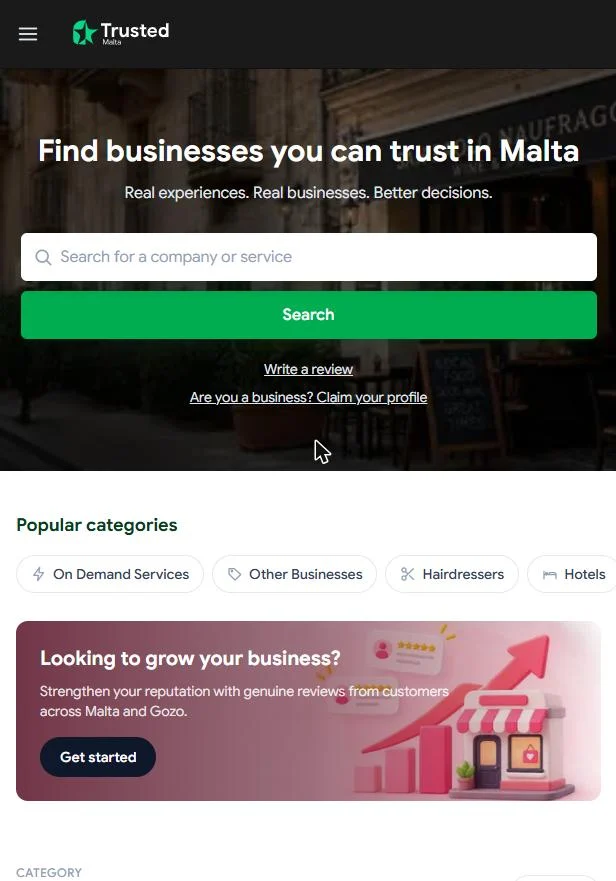 Trusted
Malta
NAUFRAGO
Find businesses you can trust in Malta
Real experiences. Real businesses. Better decisions.
Search for a company or service
Search
Write a review
Are you a business? Claim your profile
Popular categories
On Demand Services
Other Businesses
Hairdressers
Hotels
Looking to grow your business?
Strengthen your reputation with genuine reviews from customers
across Malta and Gozo.
Get started
CATEGORY